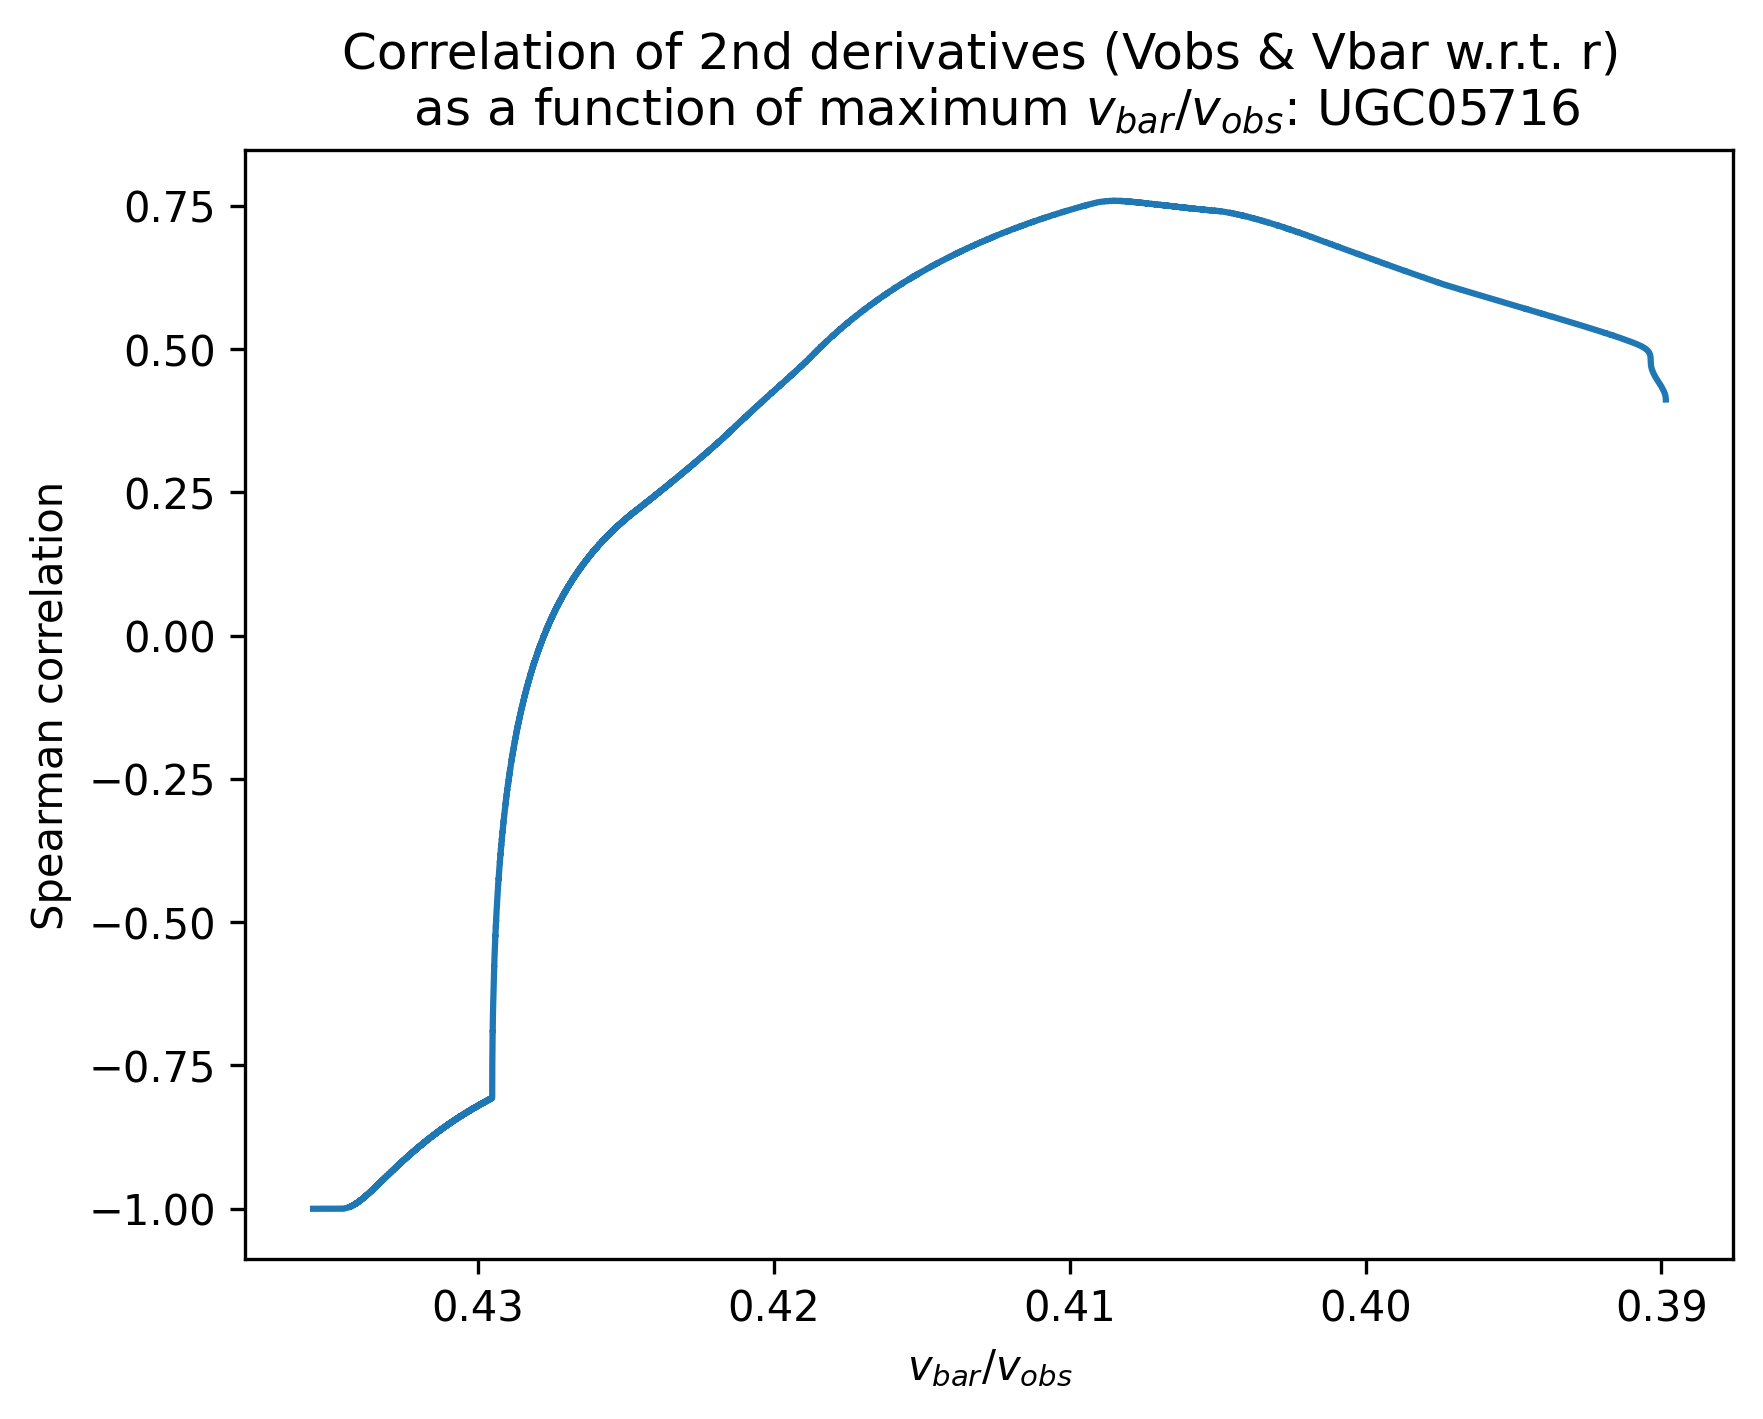 Correlation of 2nd derivatives (Vobs & Vbar w.r.t. r)
as a function of maximum v_bar/v_obs: UGC05716
0.75
0.50
0.25
0.00
−0.25
−0.50
−0.75
−1.00
Spearman correlation
0.43 0.42 0.41 0.40 0.39
v_bar/v_obs